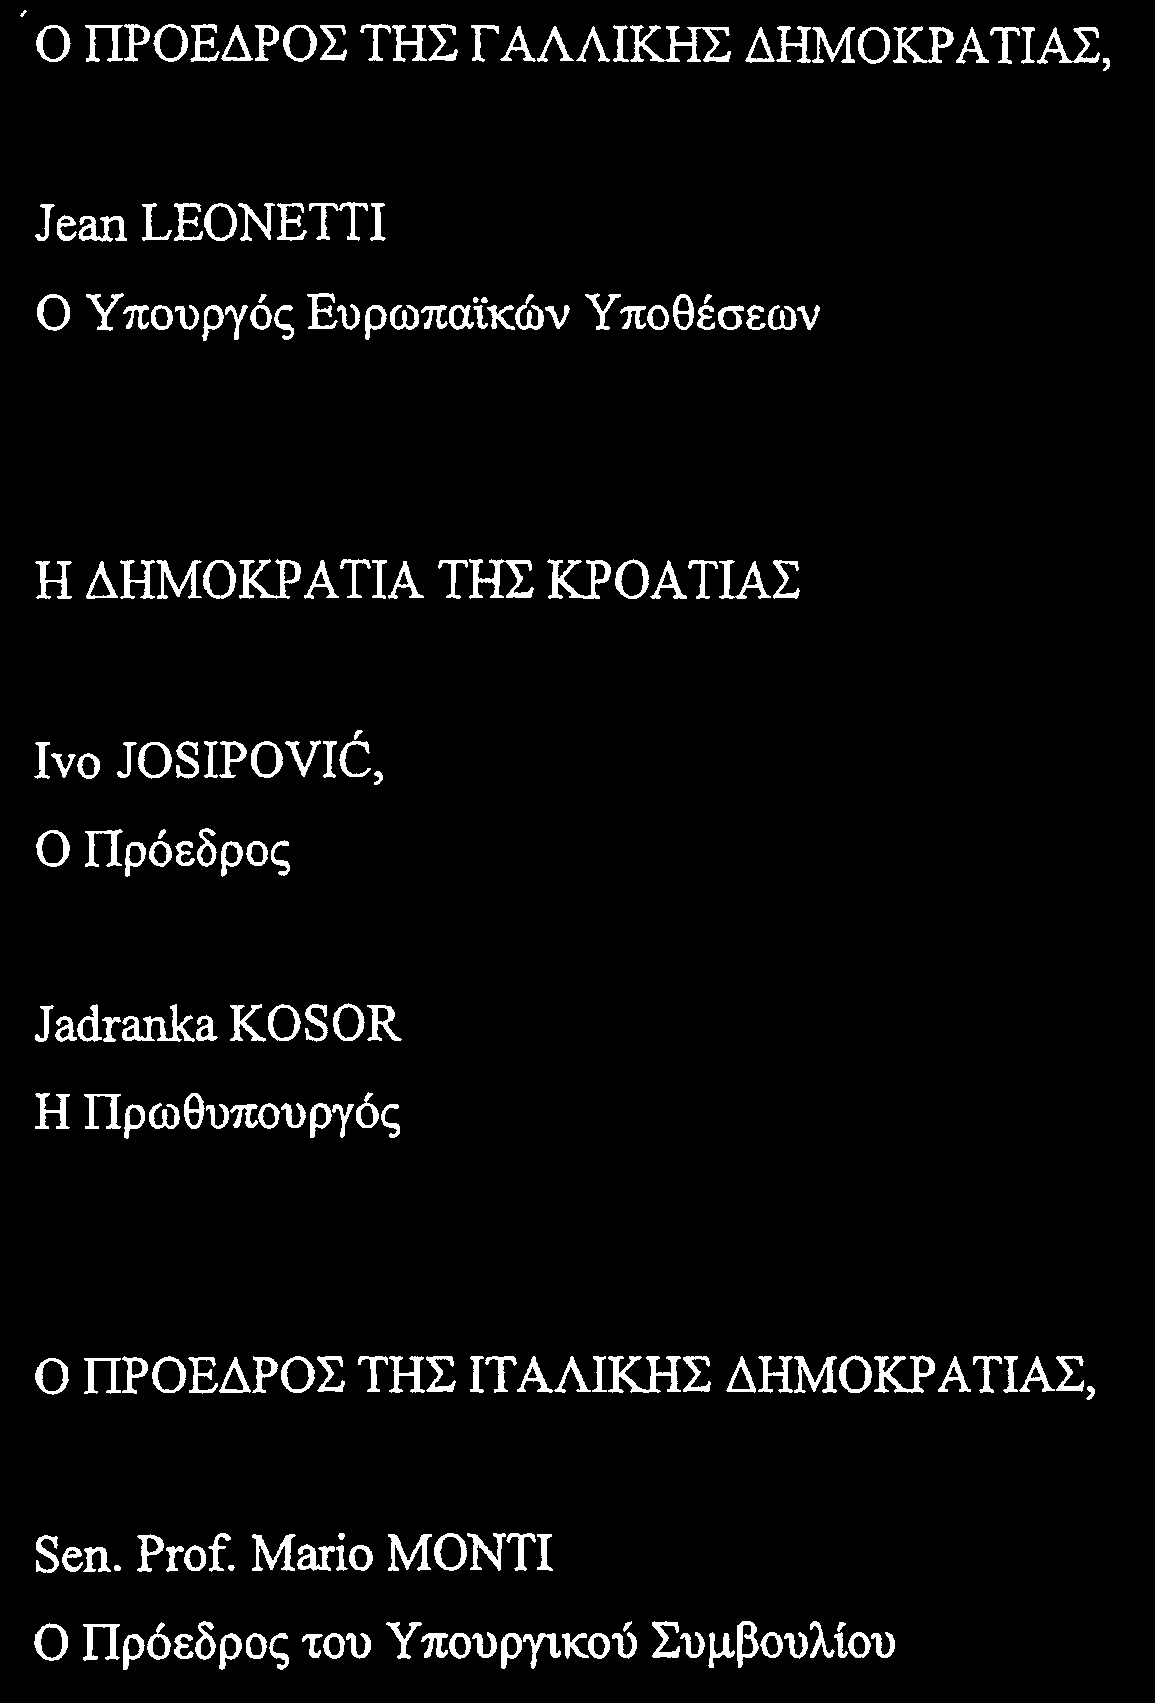 Ο ΠΡΟΕΔΡΟΣ ΤΗΣ ΓΑΛΛΙΚΗΣ ΔΗΜΟΚΡΑΤΙΑΣ,
Jean LEONETTI
Ο Υπουργός Ευρωπαϊκών Υποθέσεων
Η ΔΗΜΟΚΡΑΤΙΑ ΤΗΣ ΚΡΟΑΤΙΑΣ
Ivo JOSIPOVIĆ,
Ο Πρόεδρος
Jadranka KOSOR
Η Πρωθυπουργός
Ο ΠΡΟΕΔΡΟΣ ΤΗΣ ΙΤΑΛΙΚΗΣ ΔΗΜΟΚΡΑΤΙΑΣ,
Sen. Prof. Mario MONTI
Ο Πρόεδρος του Υπουργικού Συμβουλίου